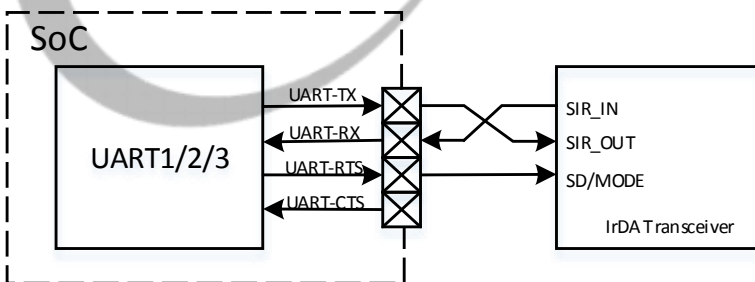 SoC
UART1/2/3
UART-TX
UART-RX
UART-RTS
UART-CTS
SIR_IN
SIR_OUT
SD/MODE
IrDA Transceiver